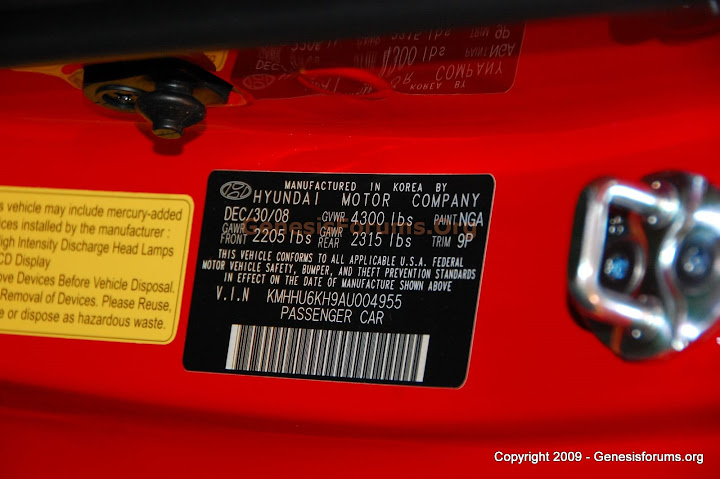 MANUFACTURED IN KOREA BY
HYUNDAI MOTOR COMPANY
DEC/30/08 GVWR 4300 lbs PAINT NGA
GAWR FRONT 2205 lbs GAWR REAR 2315 lbs TRIM 9P
THIS VEHICLE CONFORMS TO ALL APPLICABLE U.S.A. FEDERAL
MOTOR VEHICLE SAFETY, BUMPER, AND THEFT PREVENTION STANDARDS
IN EFFECT ON THE DATE OF MANUFACTURE SHOWN ABOVE
V.I.N KMHHU6KH9AU004955
PASSENGER CAR
GenesisForums.Org
s vehicle may include mercury-added
vices installed by the manufacturer :
High Intensity Discharge Head Lamps
CD Display
ove Devices Before Vehicle Disposal.
Removal of Devices. Please Reuse,
e or dispose as hazardous waste.
Copyright 2009 - Genesisforums.org